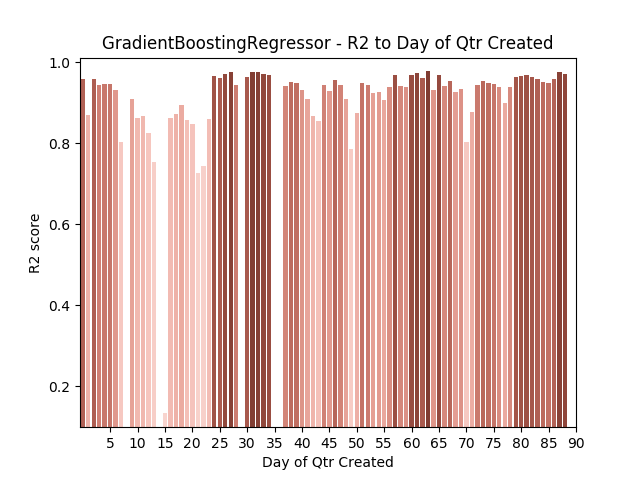 GradientBoostingRegressor - R2 to Day of Qtr Created
1.0
0.8
0.6
0.4
0.2
R2 score
5 10 15 20 25 30 35 40 45 50 55 60 65 70 75 80 85 90
Day of Qtr Created